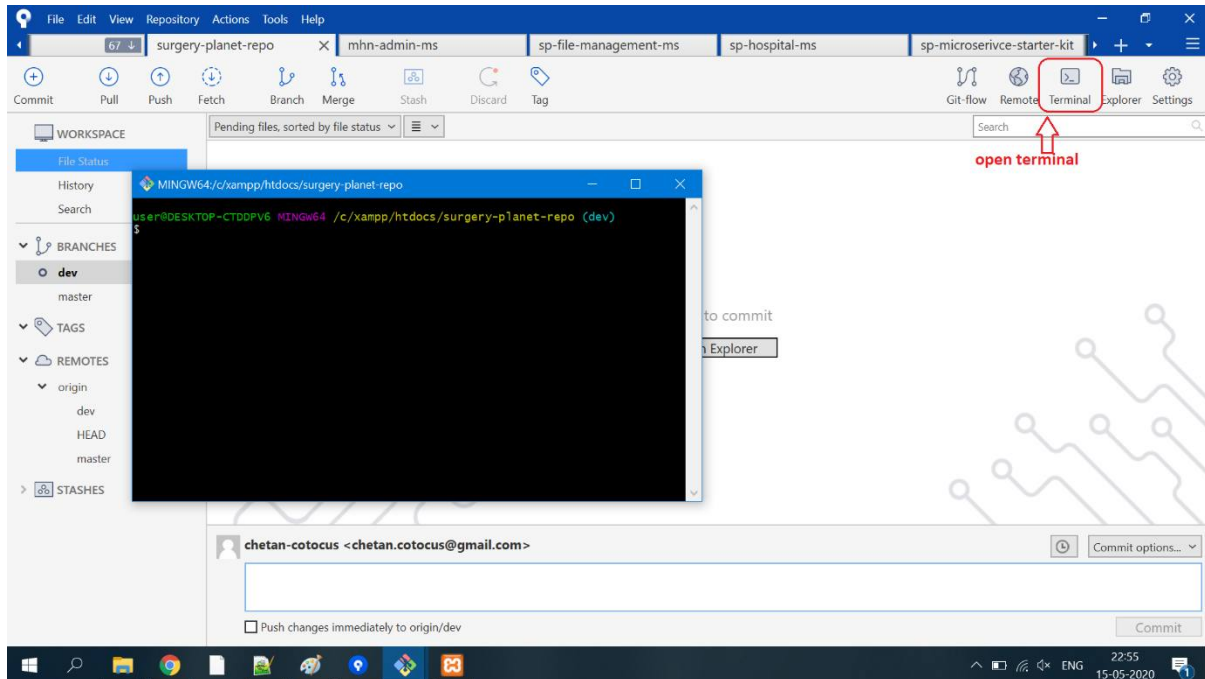 File Edit View Repository Actions Tools Help
67 ↓ surgery-planet-repo mhn-admin-ms sp-file-management-ms sp-hospital-ms sp-microserivce-starter-kit
Commit Pull Push Fetch Branch Merge Stash Discard Tag Git-flow Remote Terminal Explorer Settings
WORKSPACE
Pending files, sorted by file status
Search
open terminal
File Status
History
Search
BRANCHES
dev
master
TAGS
REMOTES
origin
dev
HEAD
master
STASHES
MINGW64:/c/xampp/htdocs/surgery-planet-repo
user@DESKTOP-CTDDPV6 MINGW64 /c/xampp/htdocs/surgery-planet-repo (dev)
$
to commit
Explorer
chetan-cotocus <chetan.cotocus@gmail.com>
Commit options...
Push changes immediately to origin/dev
Commit
ENG
22:55
15-05-2020
1